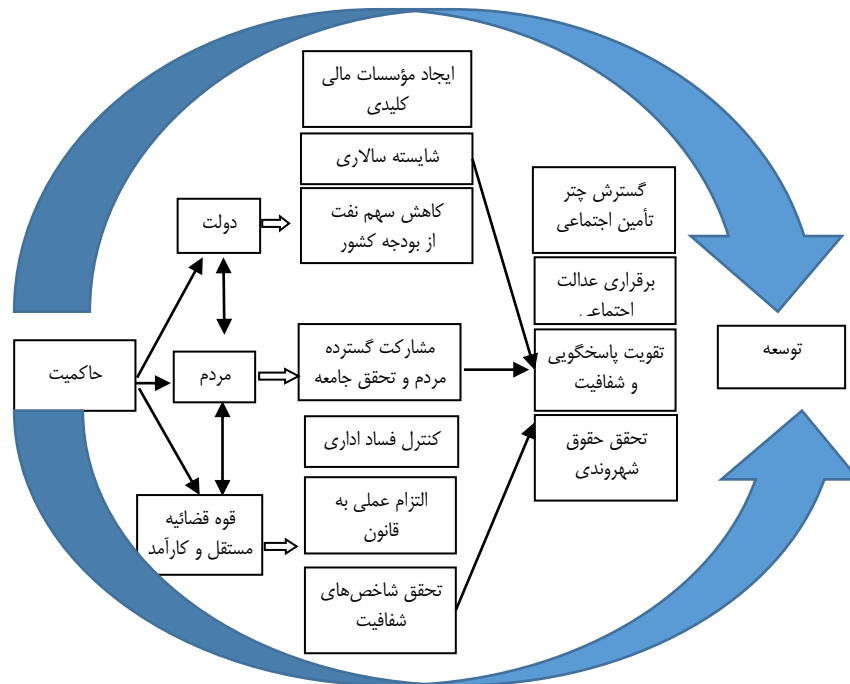 ایجاد مؤسسات مالی
کلیدی
شایسته سالاری
کاهش سهم نفت
از بودجه کشور
دولت
گسترش چتر
تأمین اجتماعی
برقراری عدالت
اجتماعی
تقویت پاسخگویی
و شفافیت
تحقق حقوق
شهروندی
توسعه
حاکمیت
مردم
مشارکت گسترده
مردم و تحقق جامعه
کنترل فساد اداری
قوه قضائیه
مستقل و کارآمد
التزام عملی به
قانون
تحقق شاخص‌های
شفافیت